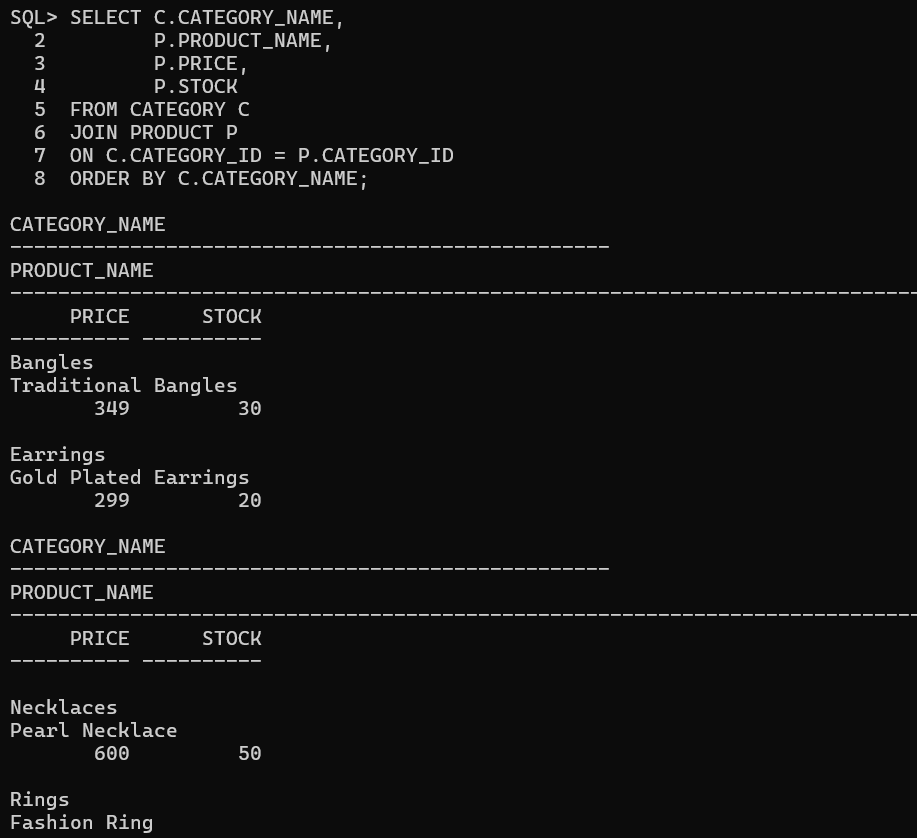 SQL> SELECT C.CATEGORY_NAME,
  2         P.PRODUCT_NAME,
  3         P.PRICE,
  4         P.STOCK
  5  FROM CATEGORY C
  6  JOIN PRODUCT P
  7  ON C.CATEGORY_ID = P.CATEGORY_ID
  8  ORDER BY C.CATEGORY_NAME;

CATEGORY_NAME
--------------------------------------------------
PRODUCT_NAME
----------------------------------------------------------------------------
     PRICE      STOCK
---------- ----------
Bangles
Traditional Bangles
       349         30

Earrings
Gold Plated Earrings
       299         20

CATEGORY_NAME
--------------------------------------------------
PRODUCT_NAME
----------------------------------------------------------------------------
     PRICE      STOCK
---------- ----------

Necklaces
Pearl Necklace
       600         50

Rings
Fashion Ring